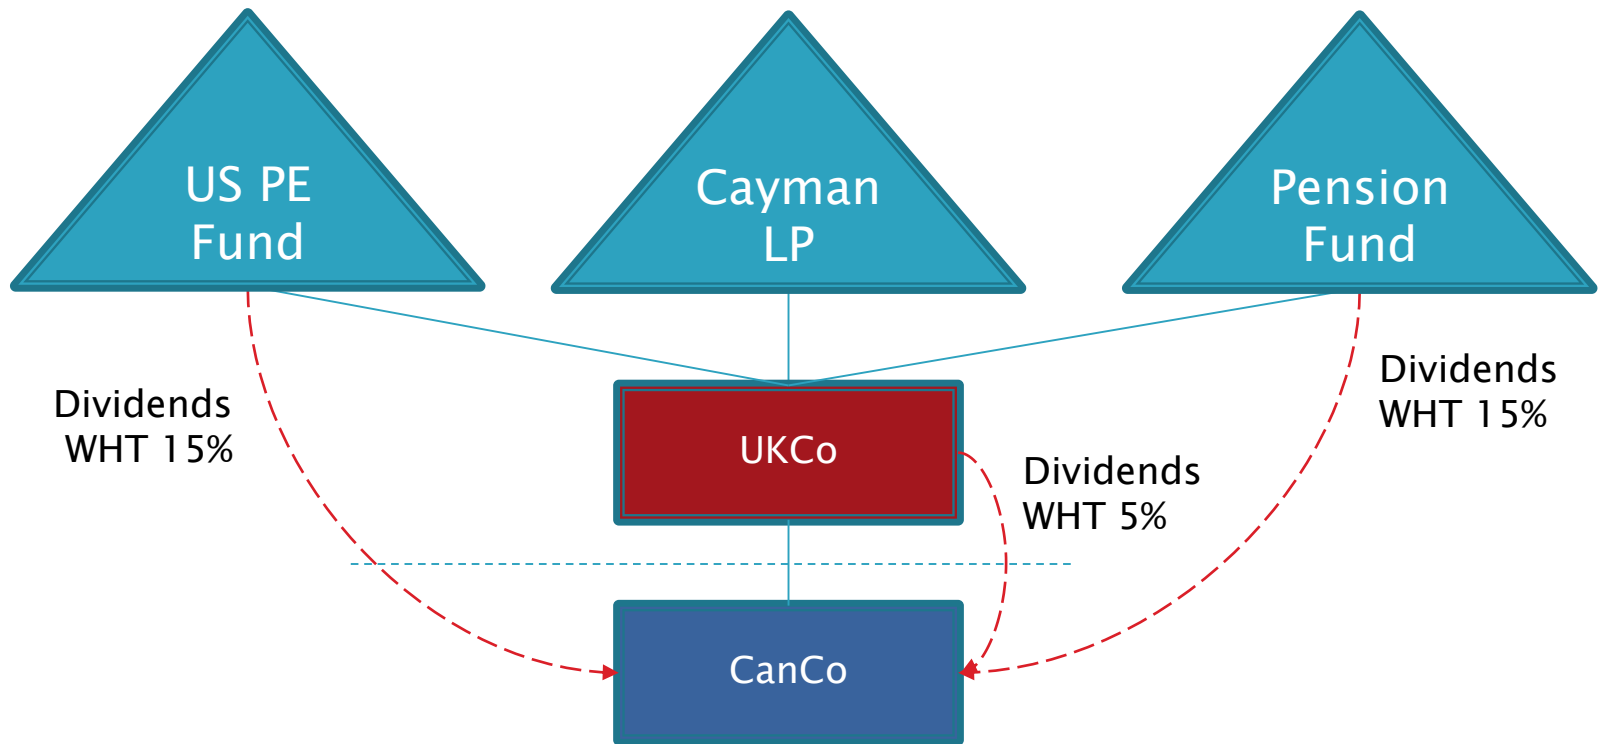 US PE
Fund
Cayman
LP
Pension
Fund
Dividends
WHT 15%
UKCo
Dividends
WHT 5%
Dividends
WHT 15%
CanCo